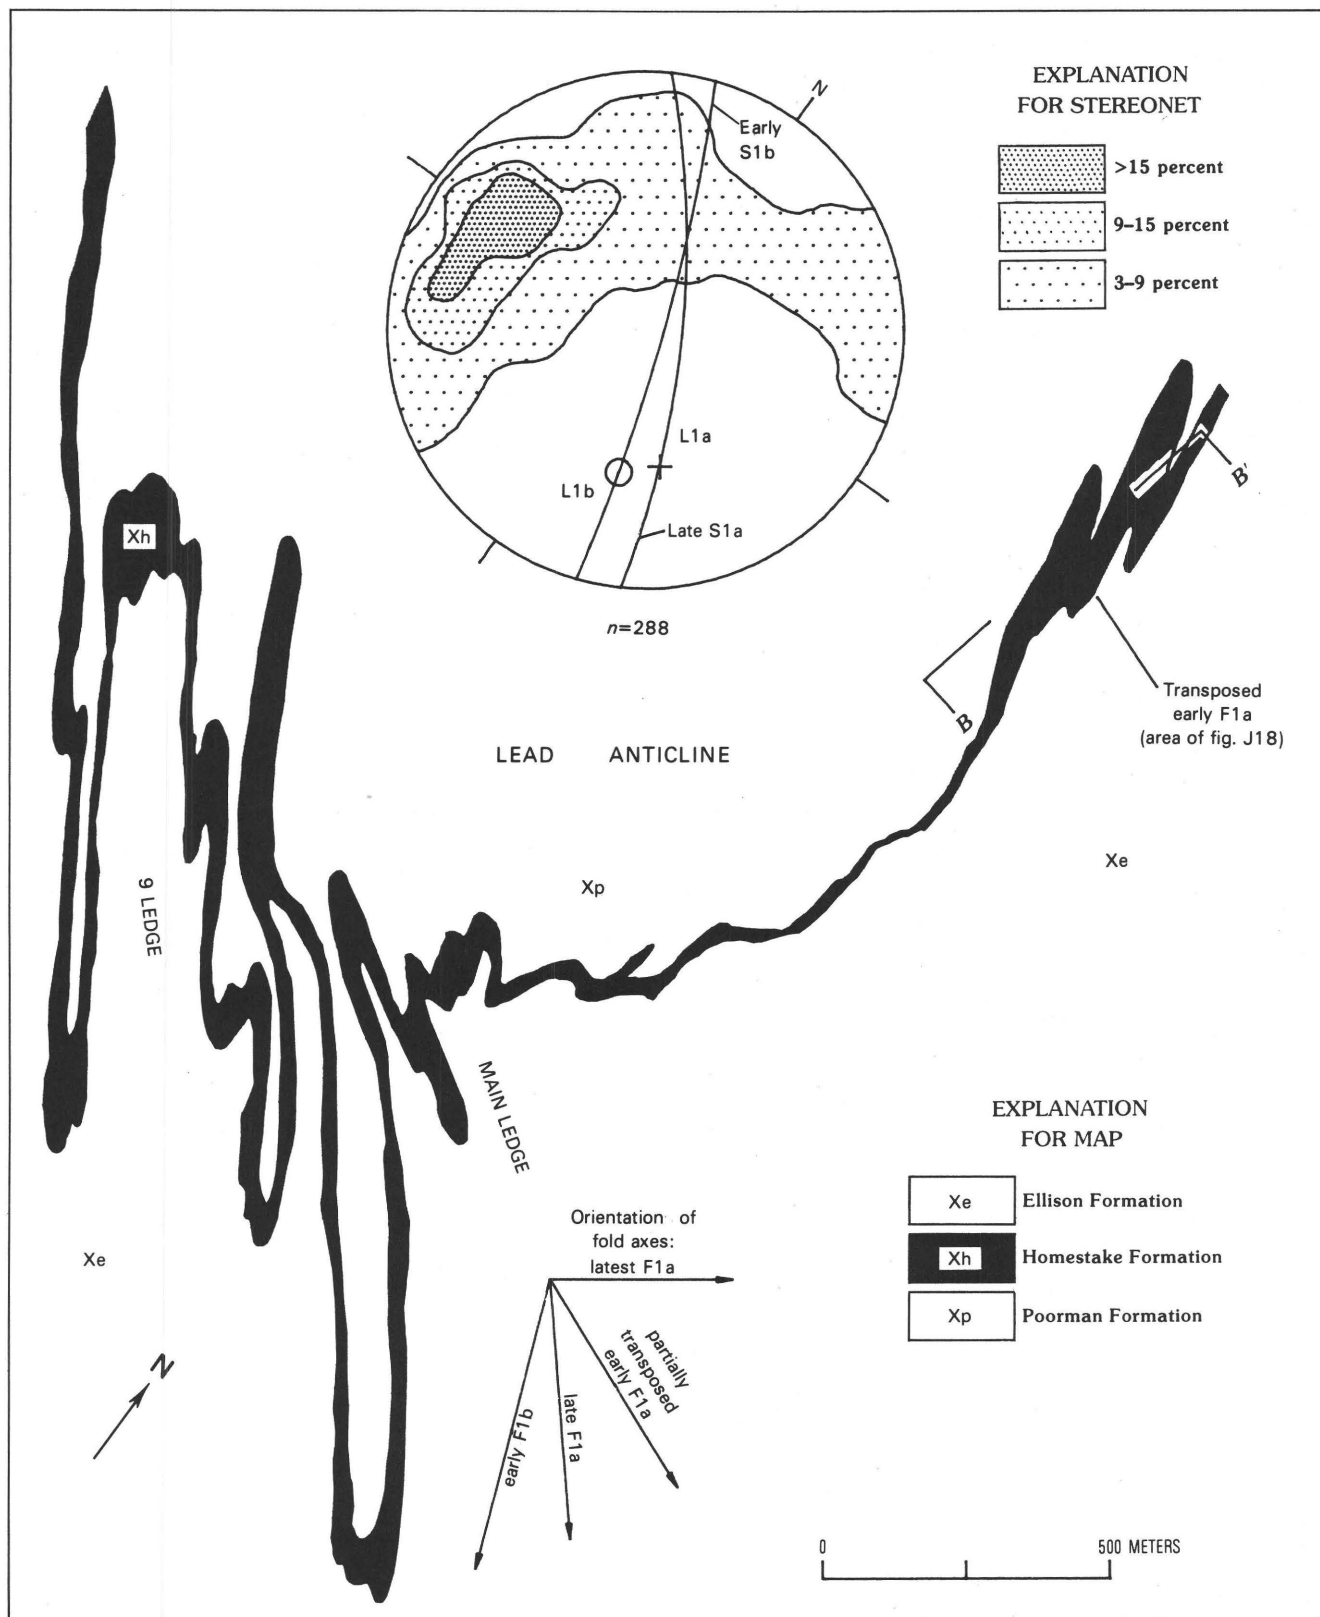 EXPLANATION
FOR STEREONET
>15 percent
9–15 percent
3–9 percent
N
Early
S1b
L1a
L1b
Late S1a
n=288
Xh
B'
B
Transposed
early F1a
(area of fig. J18)
LEAD ANTICLINE
Xe
Xp
9 LEDGE
MAIN LEDGE
EXPLANATION
FOR MAP
Xe Ellison Formation
Xh Homestake Formation
Xp Poorman Formation
Orientation of
fold axes:
latest F1a
partially
transposed
early F1a
late F1a
early F1b
Xe
N
0 500 METERS